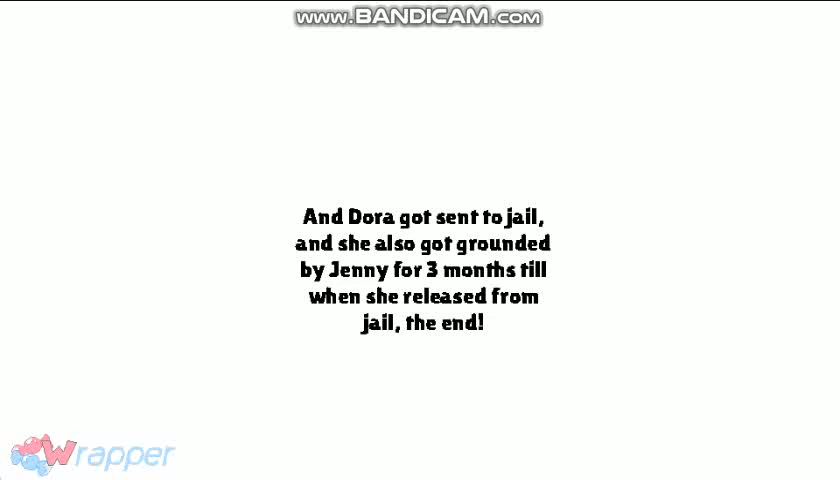 www.BANDICAM.com
And Dora got sent to jail,
and she also got grounded
by Jenny for 3 months till
when she released from
jail, the end!
Wrapper